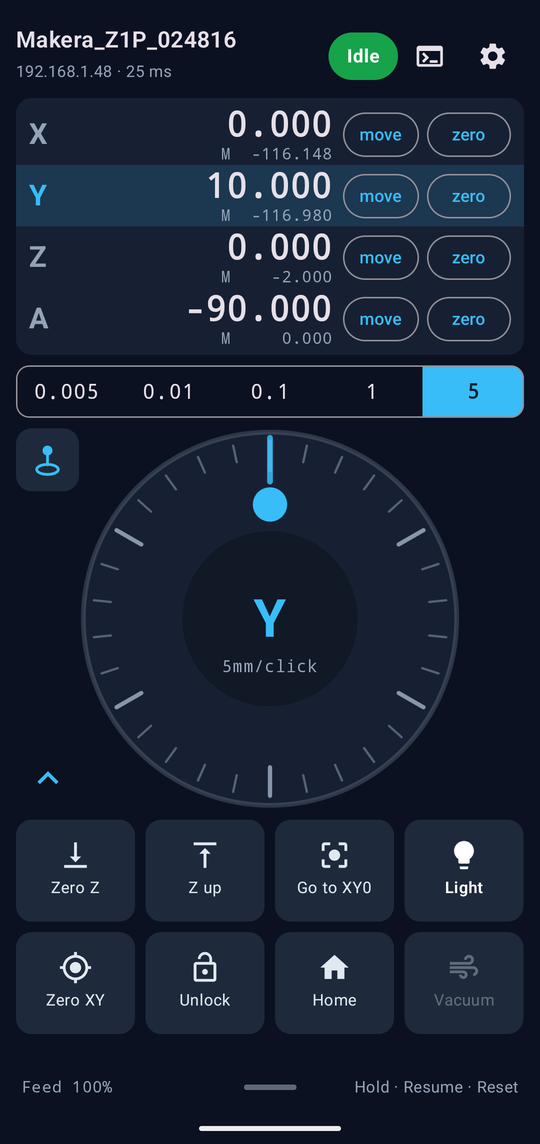 Makera_Z1P_024816
192.168.1.48 · 25 ms
Idle
X 0.000 move zero
M -116.148
Y 10.000 move zero
M -116.980
Z 0.000 move zero
M -2.000
A -90.000 move zero
M 0.000
0.005 0.01 0.1 1 5
Y
5mm/click
Zero Z Z up Go to XY0 Light
Zero XY Unlock Home Vacuum
Feed 100% Hold · Resume · Reset